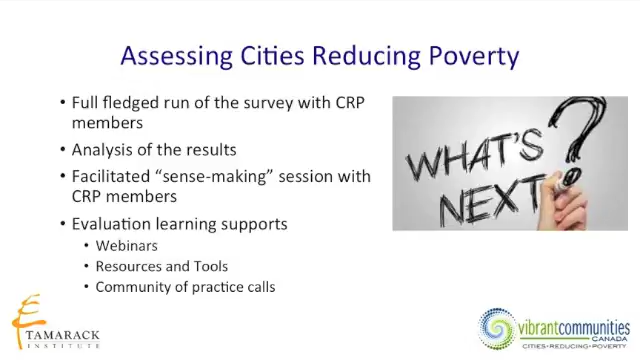 Assessing Cities Reducing Poverty
• Full fledged run of the survey with CRP
members
• Analysis of the results
• Facilitated “sense-making” session with
CRP members
• Evaluation learning supports
• Webinars
• Resources and Tools
• Community of practice calls
WHAT'S
NEXT?
TAMARACK
INSTITUTE
vibrantcommunities
CANADA
CITIES•REDUCING•POVERTY